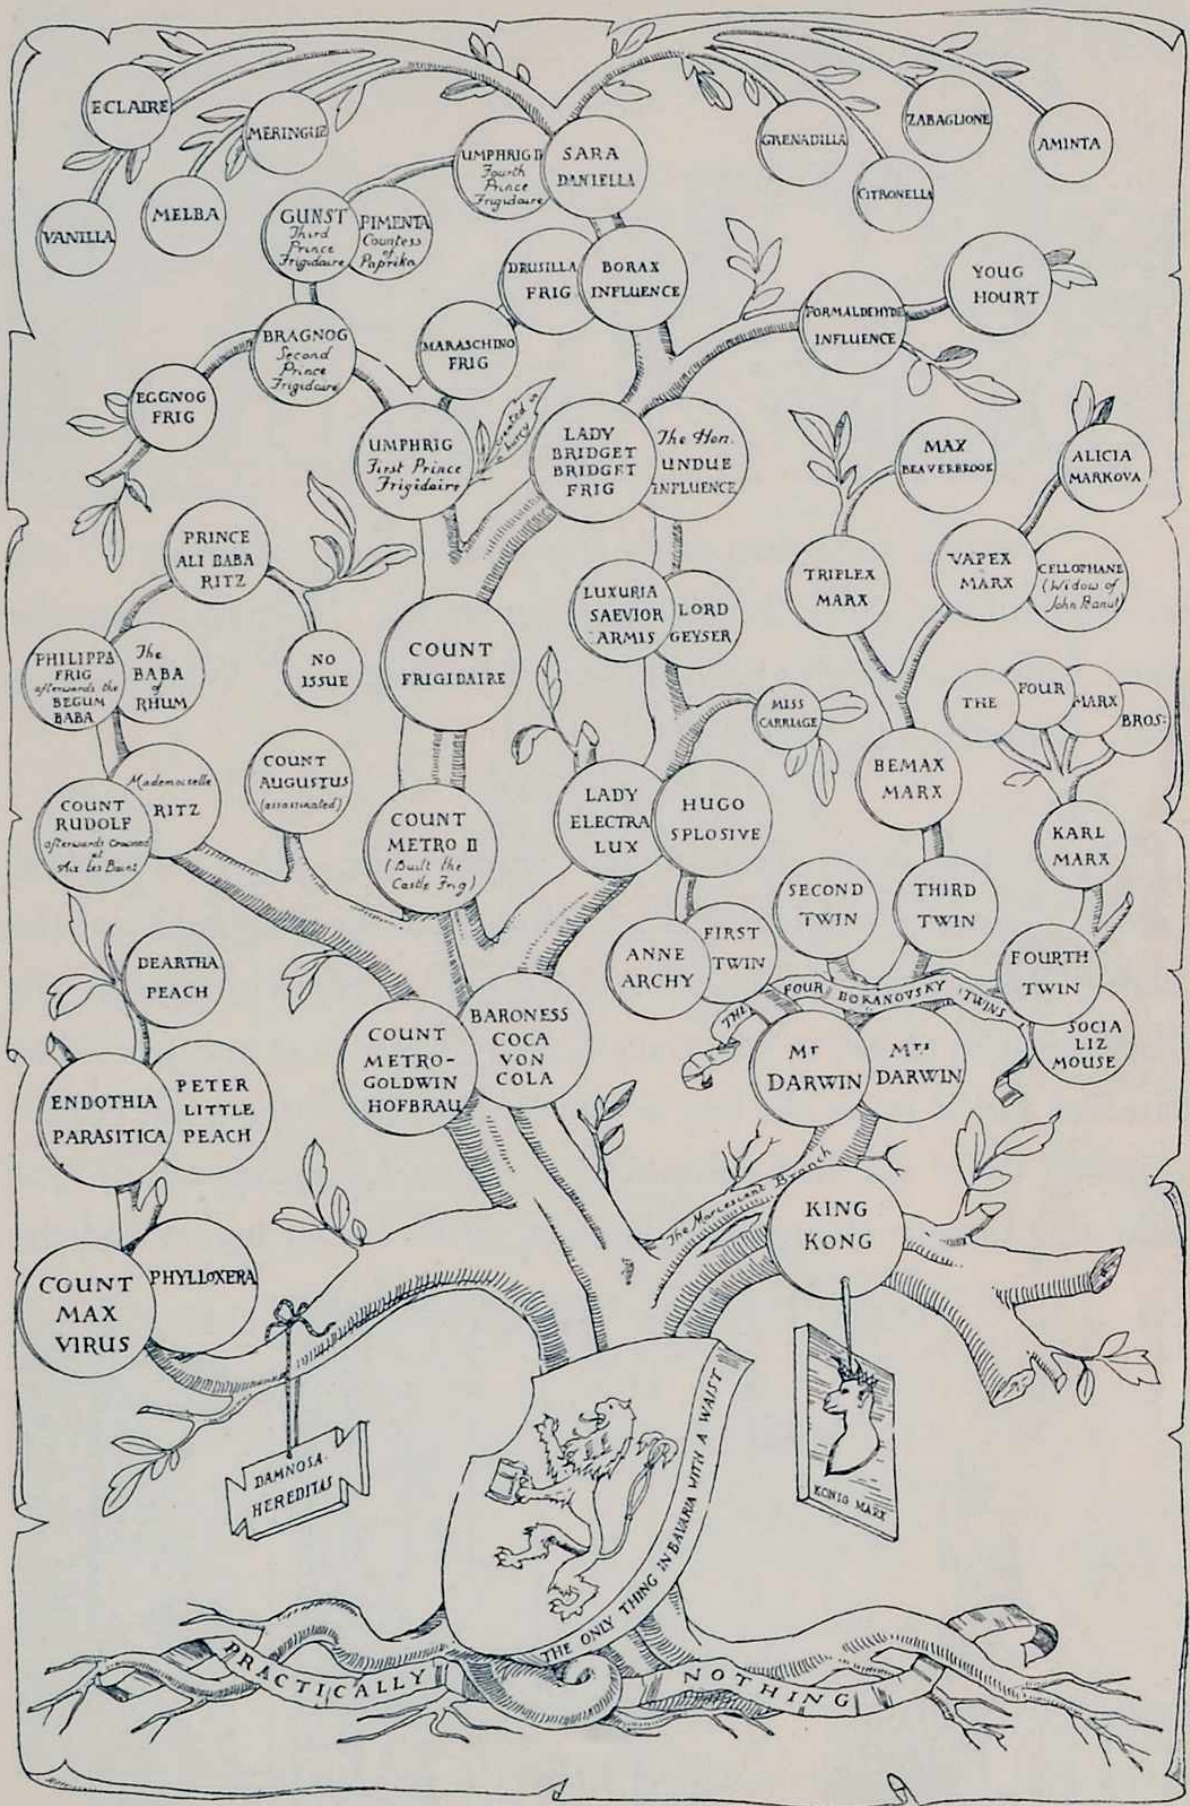 ECLAIRE
MERINGUE
VANILLA
MELBA
UMPHRIG II
Fourth
Prince
Frigidaire
SARA
DANIELLA
GRENADILLA
ZABAGLIONE
CITRONELLA
AMINTA
GUNST
Third
Prince
Frigidaire
PIMENTA
Countess
of
Paprika
DRUSILLA
FRIG
BORAX
INFLUENCE
FORMALDEHYDE
INFLUENCE
YOUG
HOURT
BRAGNOG
Second
Prince
Frigidaire
MARASCHINO
FRIG
EGGNOG
FRIG
UMPHRIG
First Prince
Frigidaire
created in
a hurry
LADY
BRIDGET
BRIDGET
FRIG
The Hon.
UNDUE
INFLUENCE
MAX
BEAVERBROOK
ALICIA
MARKOVA
PRINCE
ALI BABA
RITZ
TRIPLEX
MARX
VAPEX
MARX
CELLOPHANE
(Widow of
John Peanut)
LUXURIA
SAEVIOR
ARMIS
LORD
GEYSER
PHILIPPA
FRIG
afterwards the
BEGUM
BABA
The
BABA
of
RHUM
NO
ISSUE
COUNT
FRIGIDAIRE
MISS
CARRIAGE
THE
FOUR
MARX
BROS:
COUNT
RUDOLF
afterwards Crowned
at
Aix Les Bains
Mademoiselle
RITZ
COUNT
AUGUSTUS
(assassinated)
COUNT
METRO II
(Built the
Castle Frig)
LADY
ELECTRA
LUX
HUGO
SPLOSIVE
BEMAX
MARX
KARL
MARX
SECOND
TWIN
THIRD
TWIN
DEARTHA
PEACH
ANNE
ARCHY
FIRST
TWIN
FOURTH
TWIN
SOCIA
LIZ
MOUSE
THE FOUR BOKANOVSKY TWINS
COUNT
METRO-
GOLDWIN
HOFBRAU
BARONESS
COCA
VON
COLA
Mr
DARWIN
Mrs
DARWIN
ENDOTHIA
PARASITICA
PETER
LITTLE
PEACH
The Marcescent Branch
KING
KONG
COUNT
MAX
VIRUS
PHYLLOXERA
DAMNOSA-
HEREDITAS
KONIG MARX
THE ONLY THING IN BAVARIA WITH A WAIST
PRACTICALLY NOTHING